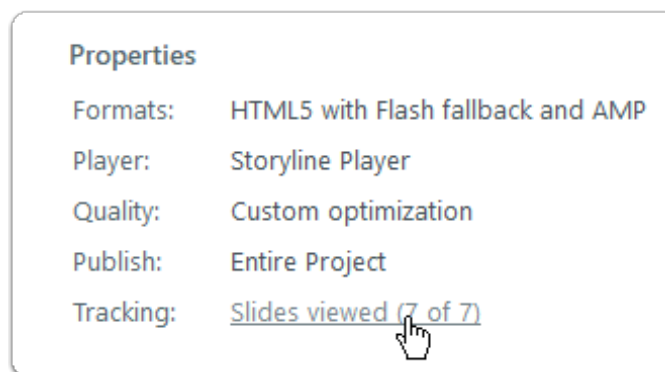 Properties
Formats: HTML5 with Flash fallback and AMP
Player: Storyline Player
Quality: Custom optimization
Publish: Entire Project
Tracking: Slides viewed (7 of 7)